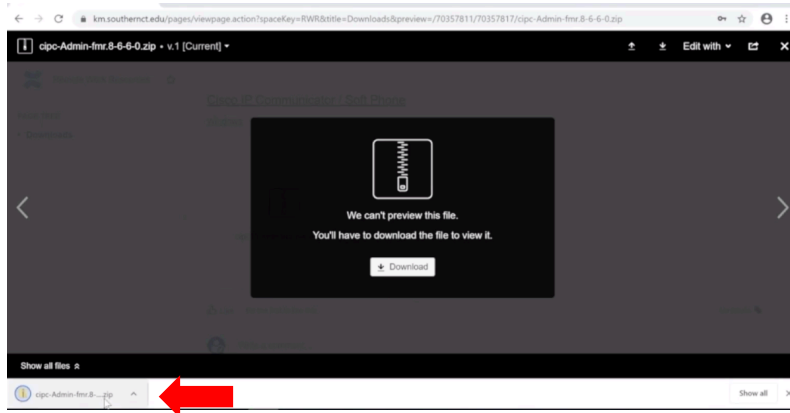 km.southernct.edu/pages/viewpage.action?spaceKey=RWR&title=Downloads&preview=/70357811/70357817/cipc-Admin-fmr.8-6-6-0.zip
cipc-Admin-fmr.8-6-6-0.zip • v.1 [Current]
Edit with
Cisco IP Communicator / Soft Phone
We can't preview this file.
You'll have to download the file to view it.
Download
Show all files
cipc-Admin-fmr.8-....zip
Show all